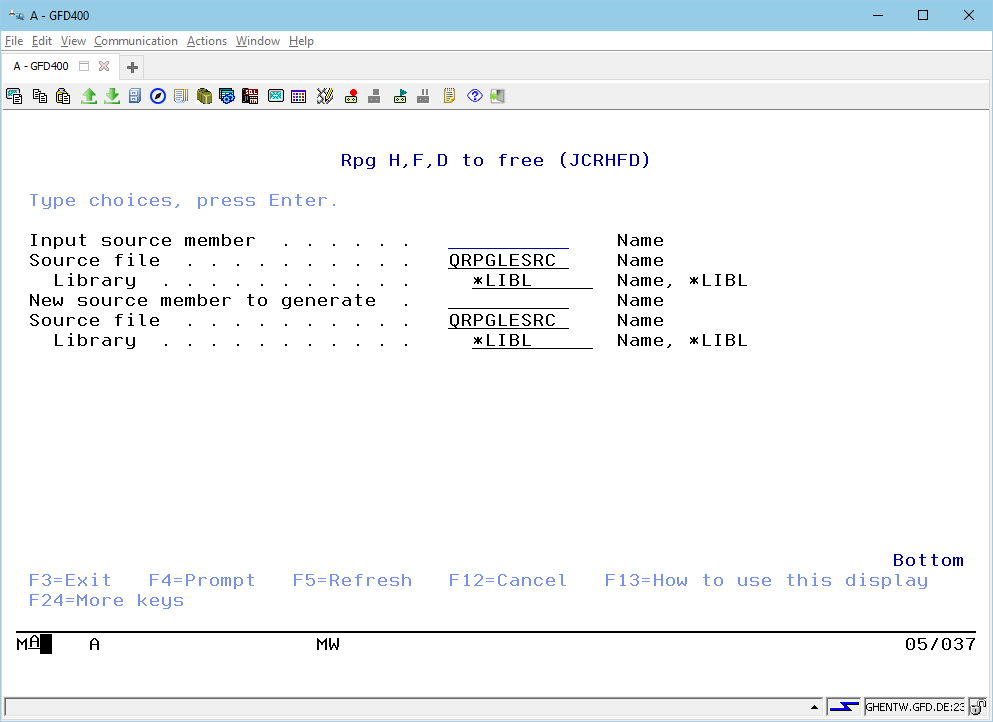 A - GFD400
File Edit View Communication Actions Window Help
A - GFD400
Rpg H,F,D to free (JCRHFD)
Type choices, press Enter.
Input source member . . . . . . Name
Source file . . . . . . . . . . QRPGLESRC Name
Library . . . . . . . . . . . *LIBL Name, *LIBL
New source member to generate . Name
Source file . . . . . . . . . . QRPGLESRC Name
Library . . . . . . . . . . . *LIBL Name, *LIBL
Bottom
F3=Exit F4=Prompt F5=Refresh F12=Cancel F13=How to use this display
F24=More keys
MA A MW 05/037
GHENTW.GFD.DE:23